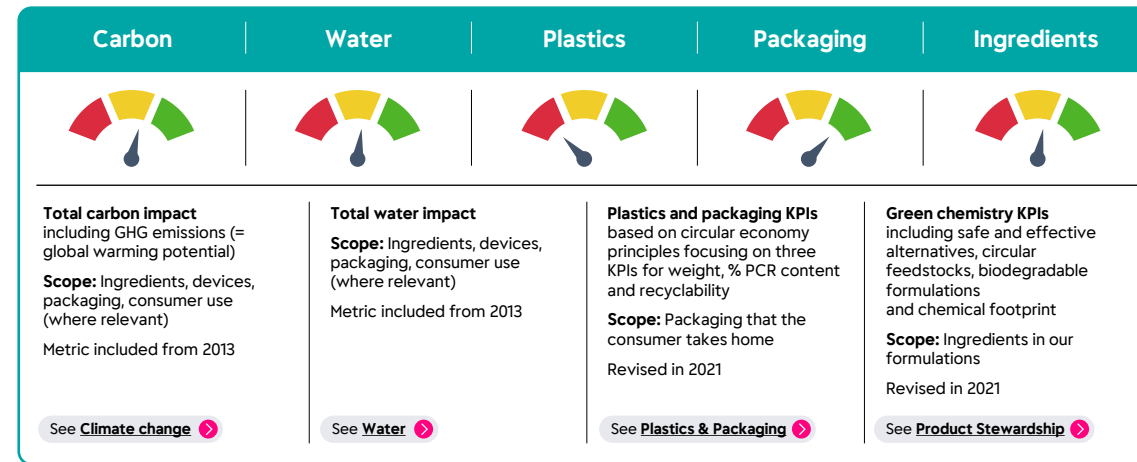 Carbon
Water
Plastics
Packaging
Ingredients
Total carbon impact
including GHG emissions (=
global warming potential)
Scope: Ingredients, devices,
packaging, consumer use
(where relevant)
Metric included from 2013
See Climate change
Total water impact
Scope: Ingredients, devices,
packaging, consumer use
(where relevant)
Metric included from 2013
See Water
Plastics and packaging KPIs
based on circular economy
principles focusing on three
KPIs for weight, % PCR content
and recyclability
Scope: Packaging that the
consumer takes home
Revised in 2021
See Plastics & Packaging
Green chemistry KPIs
including safe and effective
alternatives, circular
feedstocks, biodegradable
formulations
and chemical footprint
Scope: Ingredients in our
formulations
Revised in 2021
See Product Stewardship